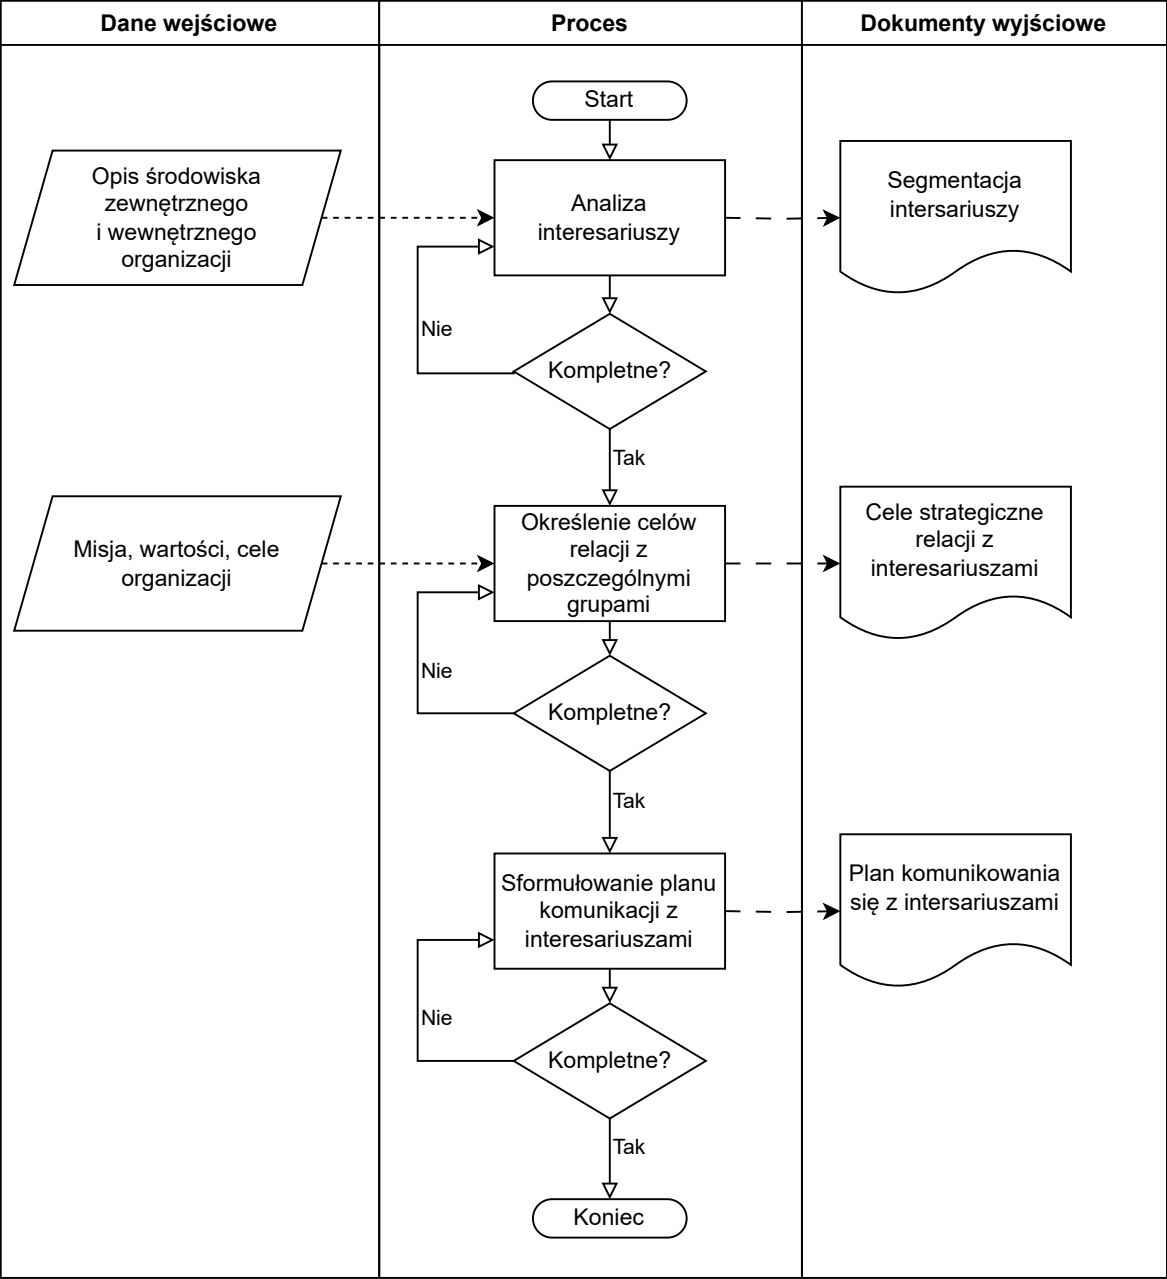 Dane wejściowe
Proces
Dokumenty wyjściowe
Start
Opis środowiska
zewnętrznego
i wewnętrznego
organizacji
Analiza
interesariuszy
Segmentacja
intersariuszy
Nie
Kompletne?
Tak
Misja, wartości, cele
organizacji
Określenie celów
relacji z
poszczególnymi
grupami
Cele strategiczne
relacji z
interesariuszami
Nie
Kompletne?
Tak
Sformułowanie planu
komunikacji z
interesariuszami
Plan komunikowania
się z intersariuszami
Nie
Kompletne?
Tak
Koniec